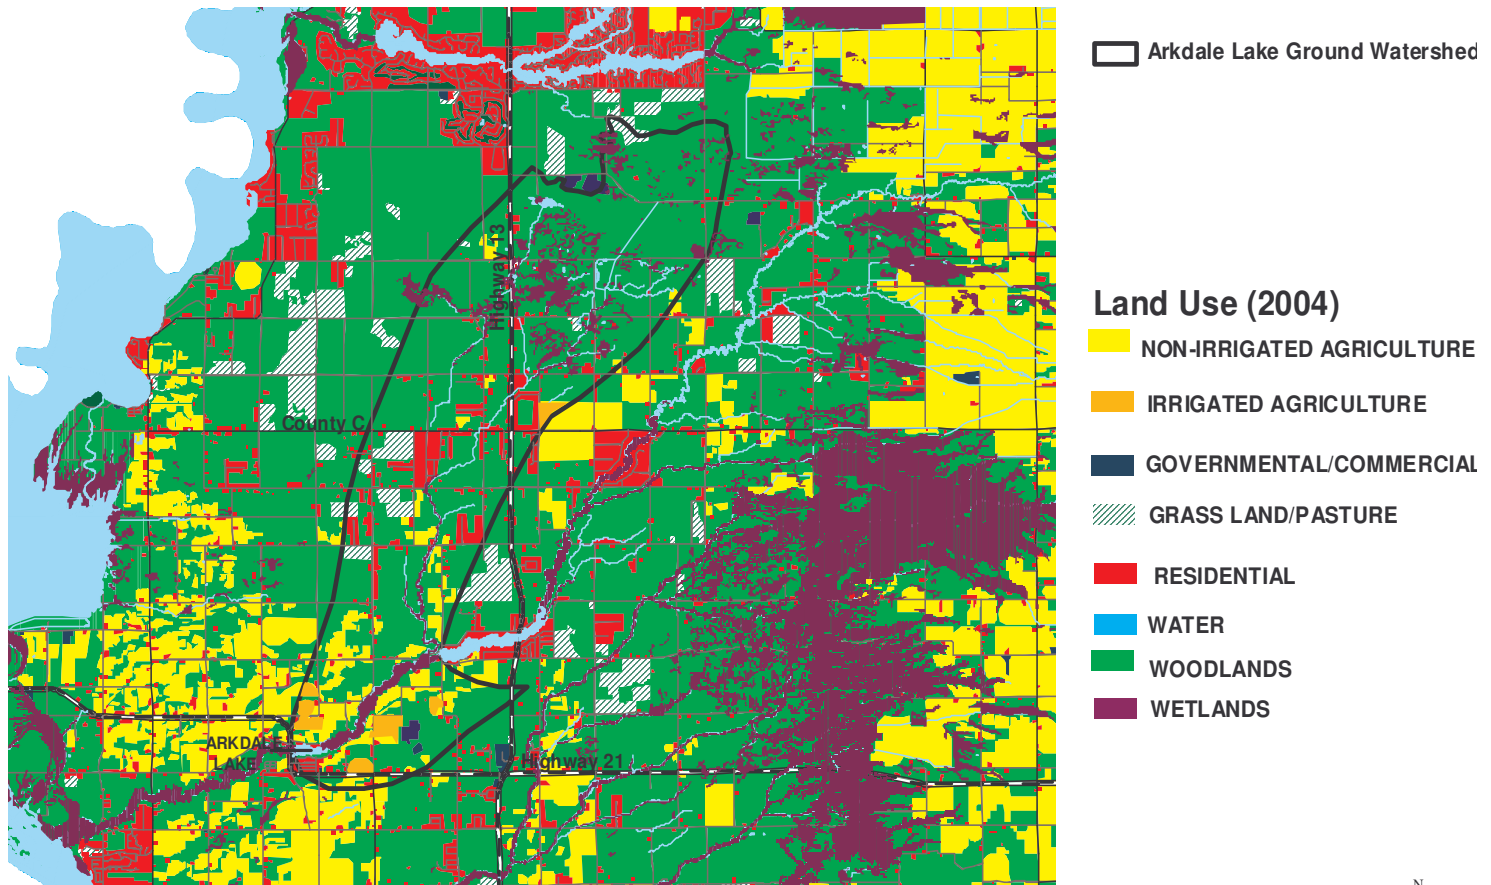 Arkdale Lake Ground Watershed
Highway 13
Land Use (2004)
NON-IRRIGATED AGRICULTURE
IRRIGATED AGRICULTURE
County C
GOVERNMENTAL/COMMERCIAL
GRASS LAND/PASTURE
RESIDENTIAL
WATER
WOODLANDS
WETLANDS
ARKDALE
LAKE
Highway 21
N